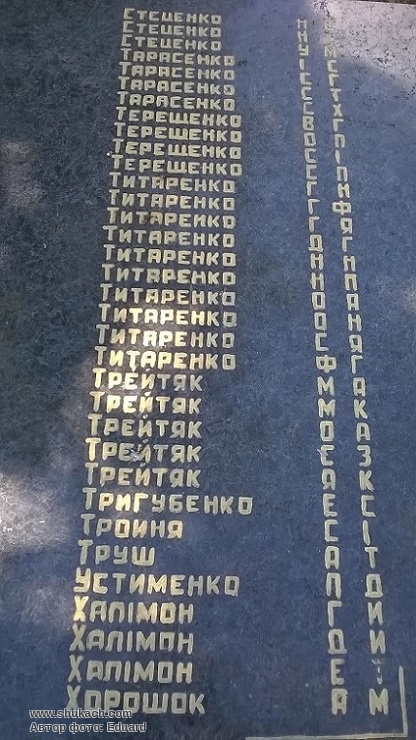 Стеценко
Стеценко
Стеценко
Тарасенко
Тарасенко
Тарасенко
Тарасенко
Терещенко В Г
Терещенко О П
Терещенко С І
Терещенко С П
Титаренко Г Н
Титаренко Г Ф
Титаренко Г Я
Титаренко Д Г
Титаренко Н Н
Титаренко Н П
Титаренко О А
Титаренко О Н
Титаренко С Я
Титаренко Ф Г
Трейтяк М А
Трейтяк М К
Трейтяк О А
Трейтяк С З
Трейтяк А К
Тригубенко Е С
Троиня С І
Труш А Т
Устименко П Д
Халімон Г И
Халімон Д И
Халімон Е Ї
Хорошок А М
www.shukach.com
Автор фото: Eduard